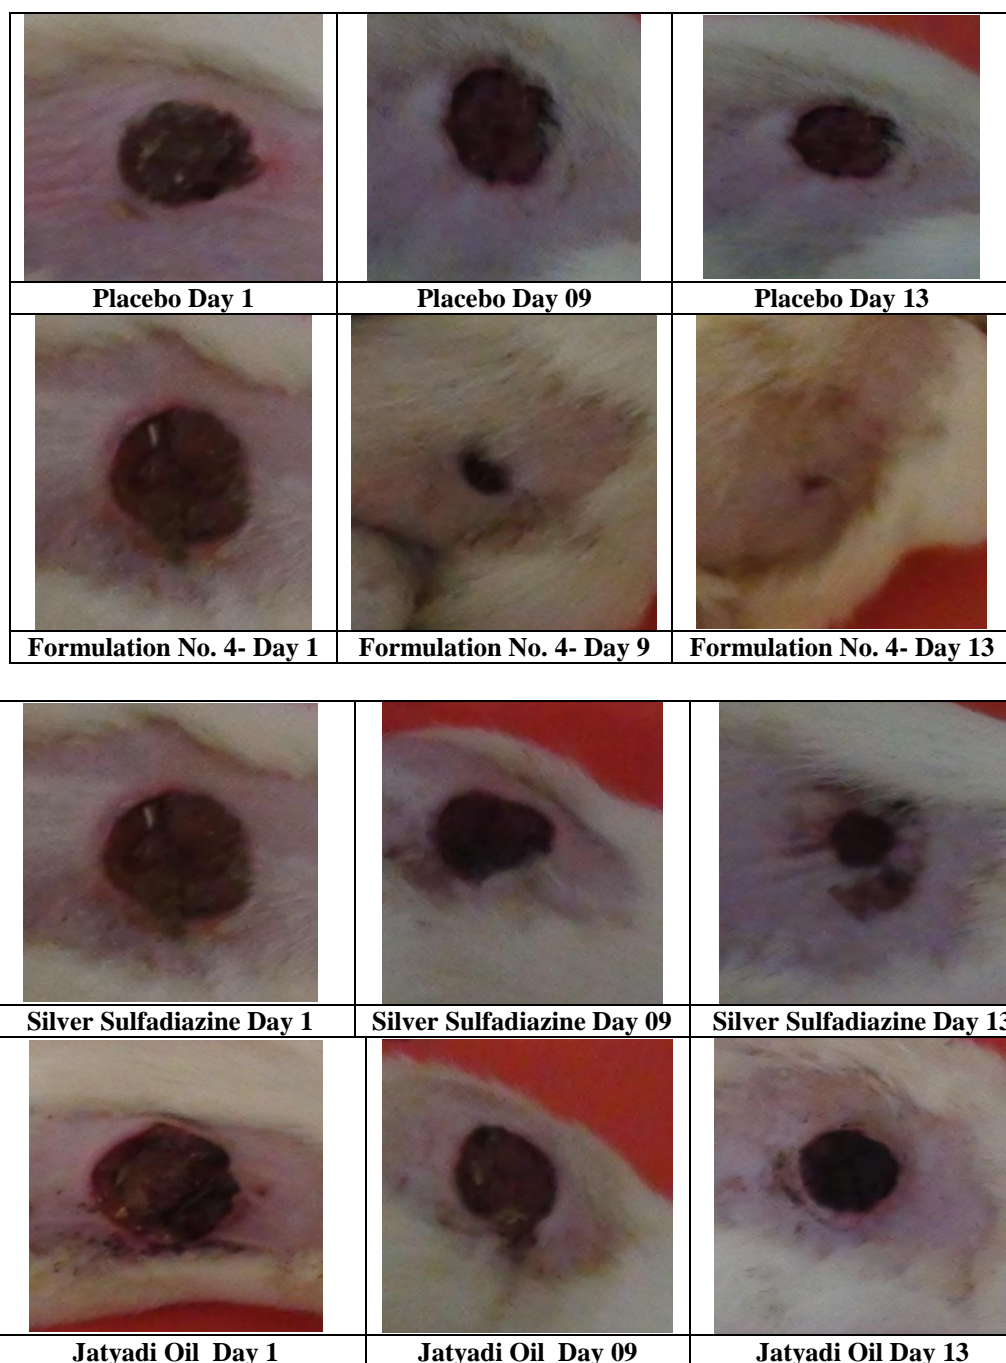 Placebo Day 1
Placebo Day 09
Placebo Day 13
Formulation No. 4- Day 1
Formulation No. 4- Day 9
Formulation No. 4- Day 13
Silver Sulfadiazine Day 1
Silver Sulfadiazine Day 09
Silver Sulfadiazine Day 13
Jatyadi Oil  Day 1
Jatyadi Oil  Day 09
Jatyadi Oil Day 13